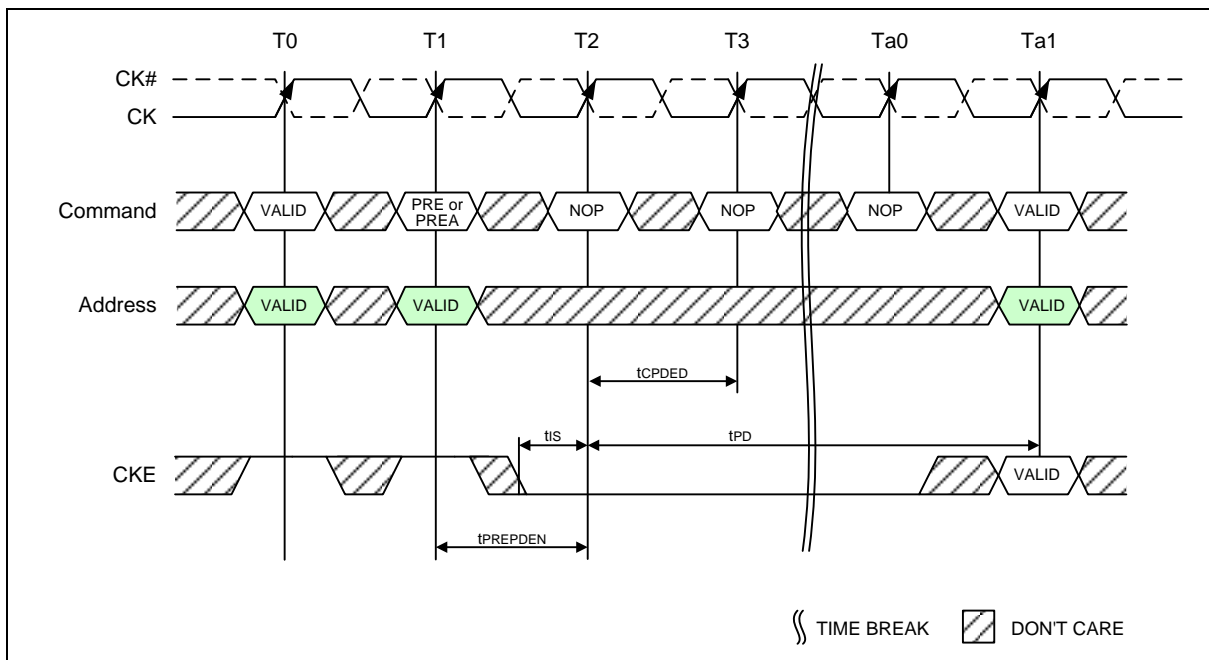 T0 T1 T2 T3 Ta0 Ta1
CK#
CK
Command VALID PRE or PREA NOP NOP NOP VALID
Address VALID VALID VALID
tCPDED
tIS tPD
CKE VALID
tPREPDEN
TIME BREAK DON'T CARE